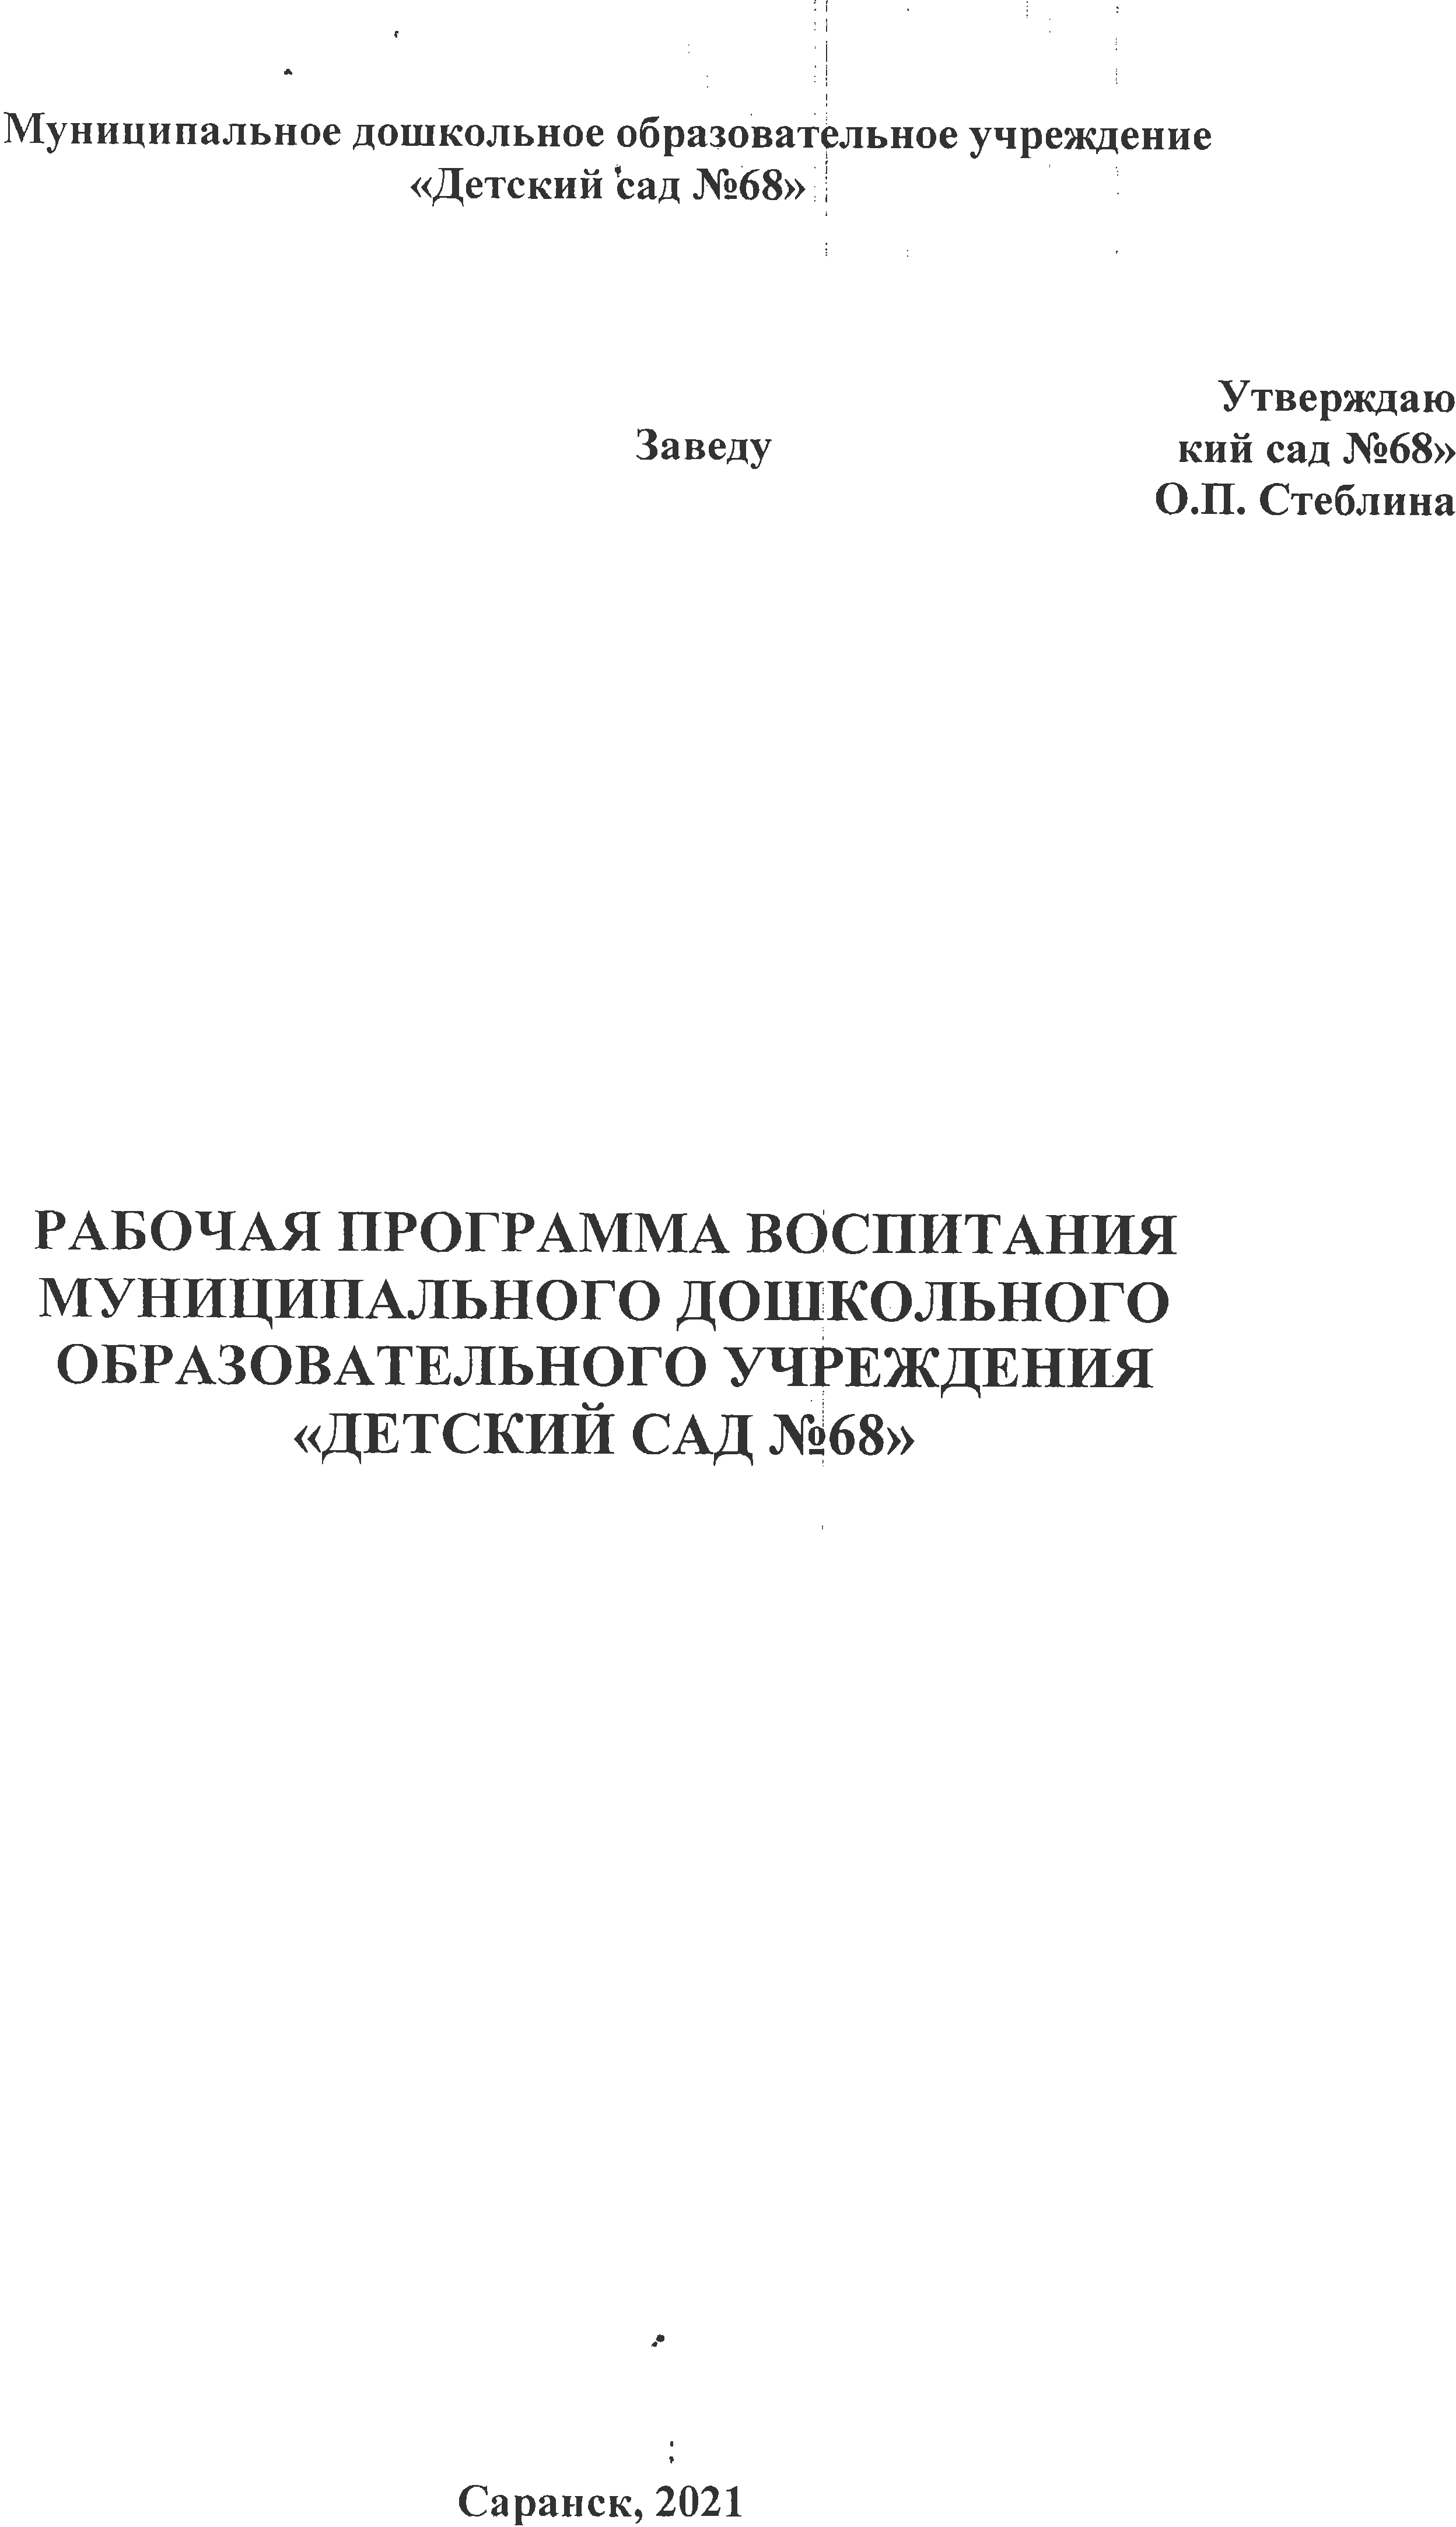 Муниципальное дошкольное образовательное учреждение
«Детский сад №68»
Утверждаю
Заведу кий сад №68»
О.П. Стеблина
РАБОЧАЯ ПРОГРАММА ВОСПИТАНИЯ
МУНИЦИПАЛЬНОГО ДОШКОЛЬНОГО
ОБРАЗОВАТЕЛЬНОГО УЧРЕЖДЕНИЯ
«ДЕТСКИЙ САД №68»
Саранск, 2021